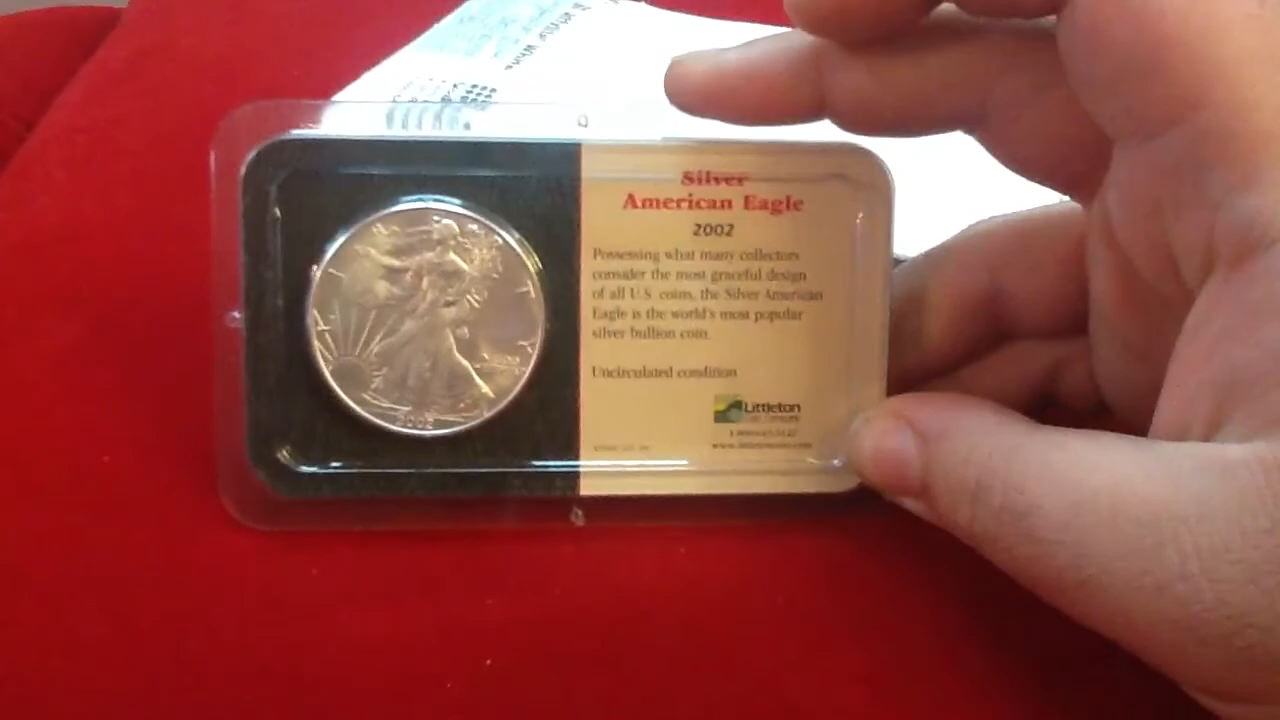 White
Silver
American Eagle
2002
Possessing what many collectors
consider the most graceful design
of all U.S. coins, the Silver American
Eagle is the world's most popular
silver bullion coin.
Uncirculated condition
Littleton
2002